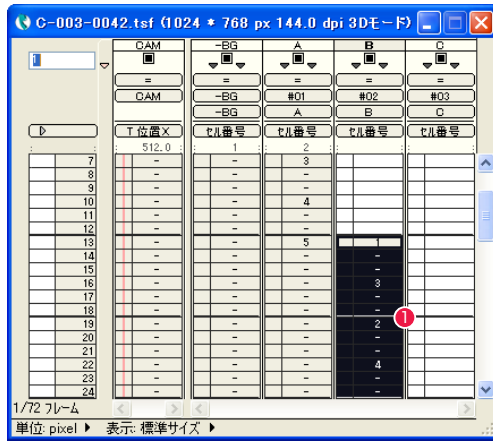 C-003-0042.tsf (1024 * 768 px 144.0 dpi 3Dモード)
1 CAM -BG A B C
= = = = =
CAM -BG #01 #02 #03
-BG A B C
T 位置X セル番号 セル番号 セル番号 セル番号
: 512.0 : 1 : 2 : : :
7 - - 3
8 - - -
9 - - -
10 - - 4
11 - - -
12 - - -
13 - - 5 1
14 - - - -
15 - - - -
16 - - - 3
17 - - - -
18 - - - -
19 - - - 2 1
20 - - - -
21 - - - -
22 - - - 4
23 - - - -
24 - - - -
1/72 フレーム
単位: pixel 表示: 標準サイズ